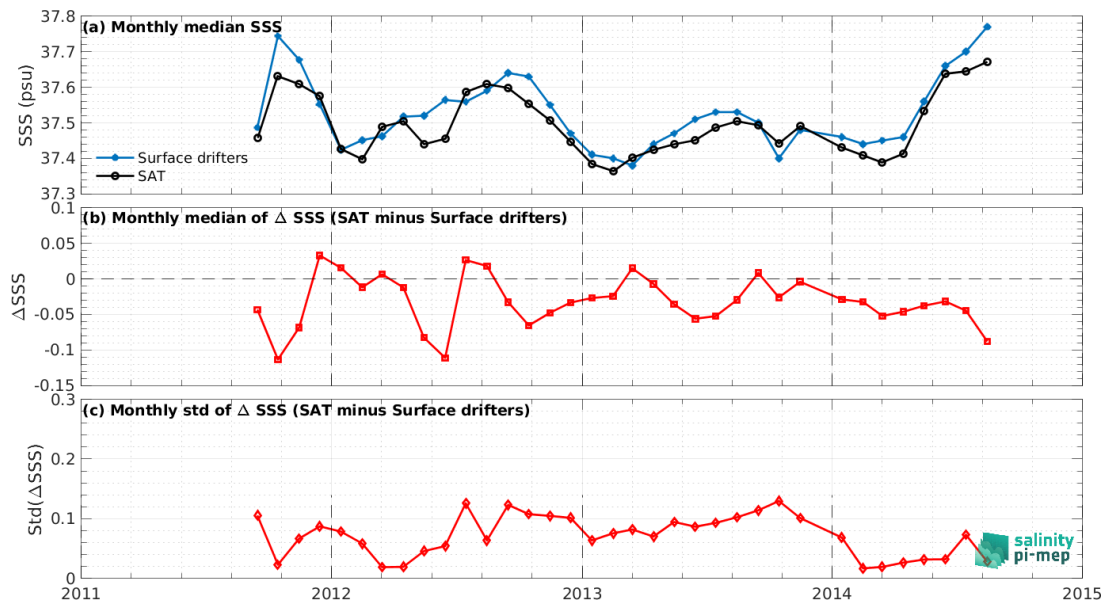 (a) Monthly median SSS
37.8
37.7
37.6
37.5
37.4
37.3
SSS (psu)
Surface drifters
SAT
(b) Monthly median of Δ SSS (SAT minus Surface drifters)
0.1
0.05
0
-0.05
-0.1
-0.15
ΔSSS
(c) Monthly std of Δ SSS (SAT minus Surface drifters)
0.3
0.2
0.1
0
Std(ΔSSS)
salinity
pi-mep
2011 2012 2013 2014 2015